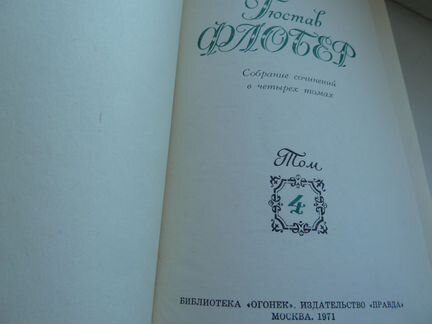 Гюстав
ФЛОБЕР
Собрание сочинений
в четырех томах
Том
4
БИБЛИОТЕКА «ОГОНЕК». ИЗДАТЕЛЬСТВО «ПРАВДА»
МОСКВА. 1971